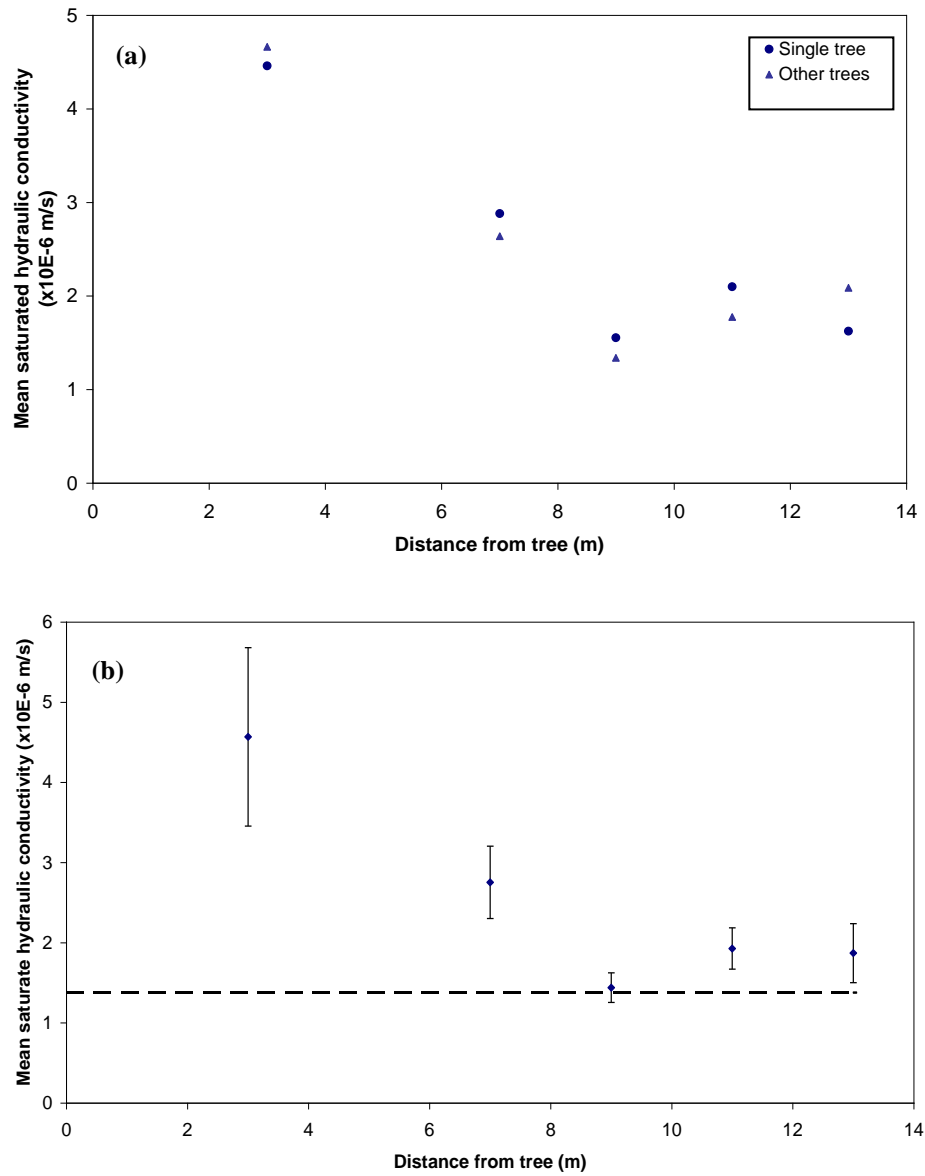 5
(a)
Single tree
Other trees
4
3
2
1
0
Mean saturated hydraulic conductivity
(x10E-6 m/s)
0 2 4 6 8 10 12 14
Distance from tree (m)
6
(b)
5
4
3
2
1
0
Mean saturate hydraulic conductivity (x10E-6 m/s)
0 2 4 6 8 10 12 14
Distance from tree (m)